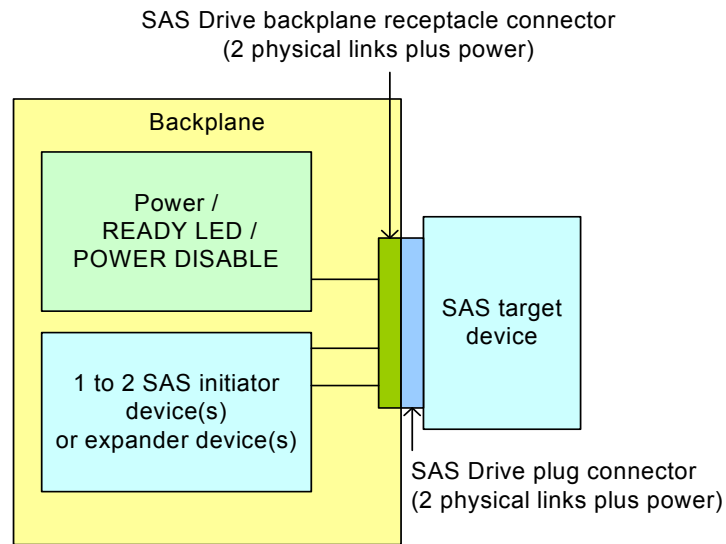 SAS Drive backplane receptacle connector
(2 physical links plus power)
Backplane
Power /
READY LED /
POWER DISABLE
SAS target
device
1 to 2 SAS initiator
device(s)
or expander device(s)
SAS Drive plug connector
(2 physical links plus power)